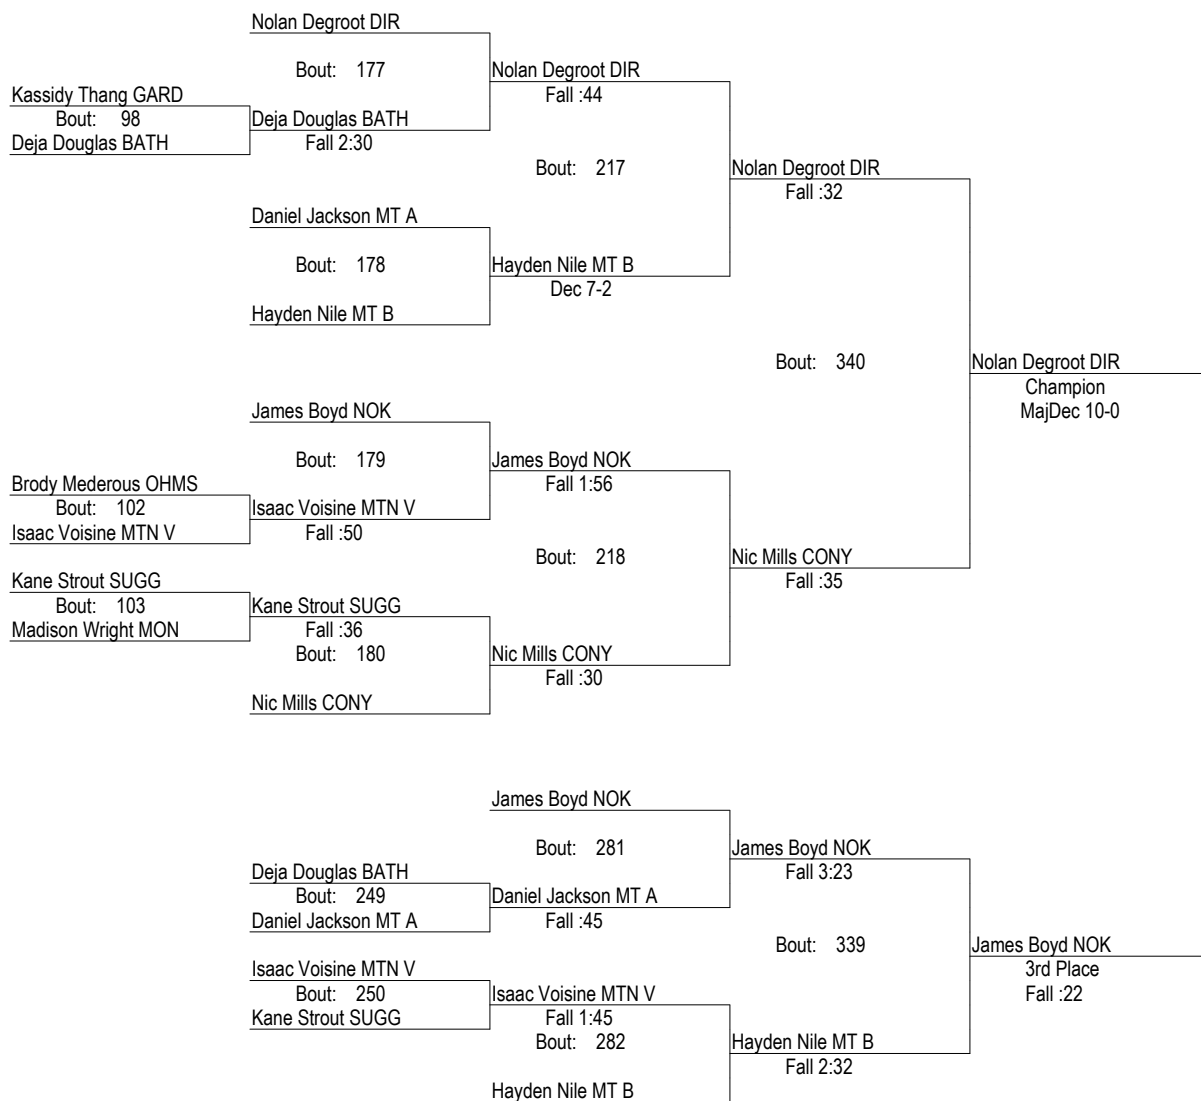 Nolan Degroot DIR
Bout: 177
Nolan Degroot DIR
Kassidy Thang GARD
Fall :44
Bout: 98
Deja Douglas BATH
Deja Douglas BATH
Fall 2:30
Bout: 217
Nolan Degroot DIR
Fall :32
Daniel Jackson MT A
Bout: 178
Hayden Nile MT B
Dec 7-2
Hayden Nile MT B
Bout: 340
Nolan Degroot DIR
Champion
MajDec 10-0
James Boyd NOK
Bout: 179
James Boyd NOK
Fall 1:56
Brody Mederous OHMS
Bout: 102
Isaac Voisine MTN V
Isaac Voisine MTN V
Fall :50
Bout: 218
Nic Mills CONY
Fall :35
Kane Strout SUGG
Bout: 103
Kane Strout SUGG
Madison Wright MON
Fall :36
Bout: 180
Nic Mills CONY
Fall :30
Nic Mills CONY
James Boyd NOK
Bout: 281
James Boyd NOK
Fall 3:23
Deja Douglas BATH
Bout: 249
Daniel Jackson MT A
Daniel Jackson MT A
Fall :45
Bout: 339
James Boyd NOK
3rd Place
Fall :22
Isaac Voisine MTN V
Bout: 250
Isaac Voisine MTN V
Kane Strout SUGG
Fall 1:45
Bout: 282
Hayden Nile MT B
Fall 2:32
Hayden Nile MT B